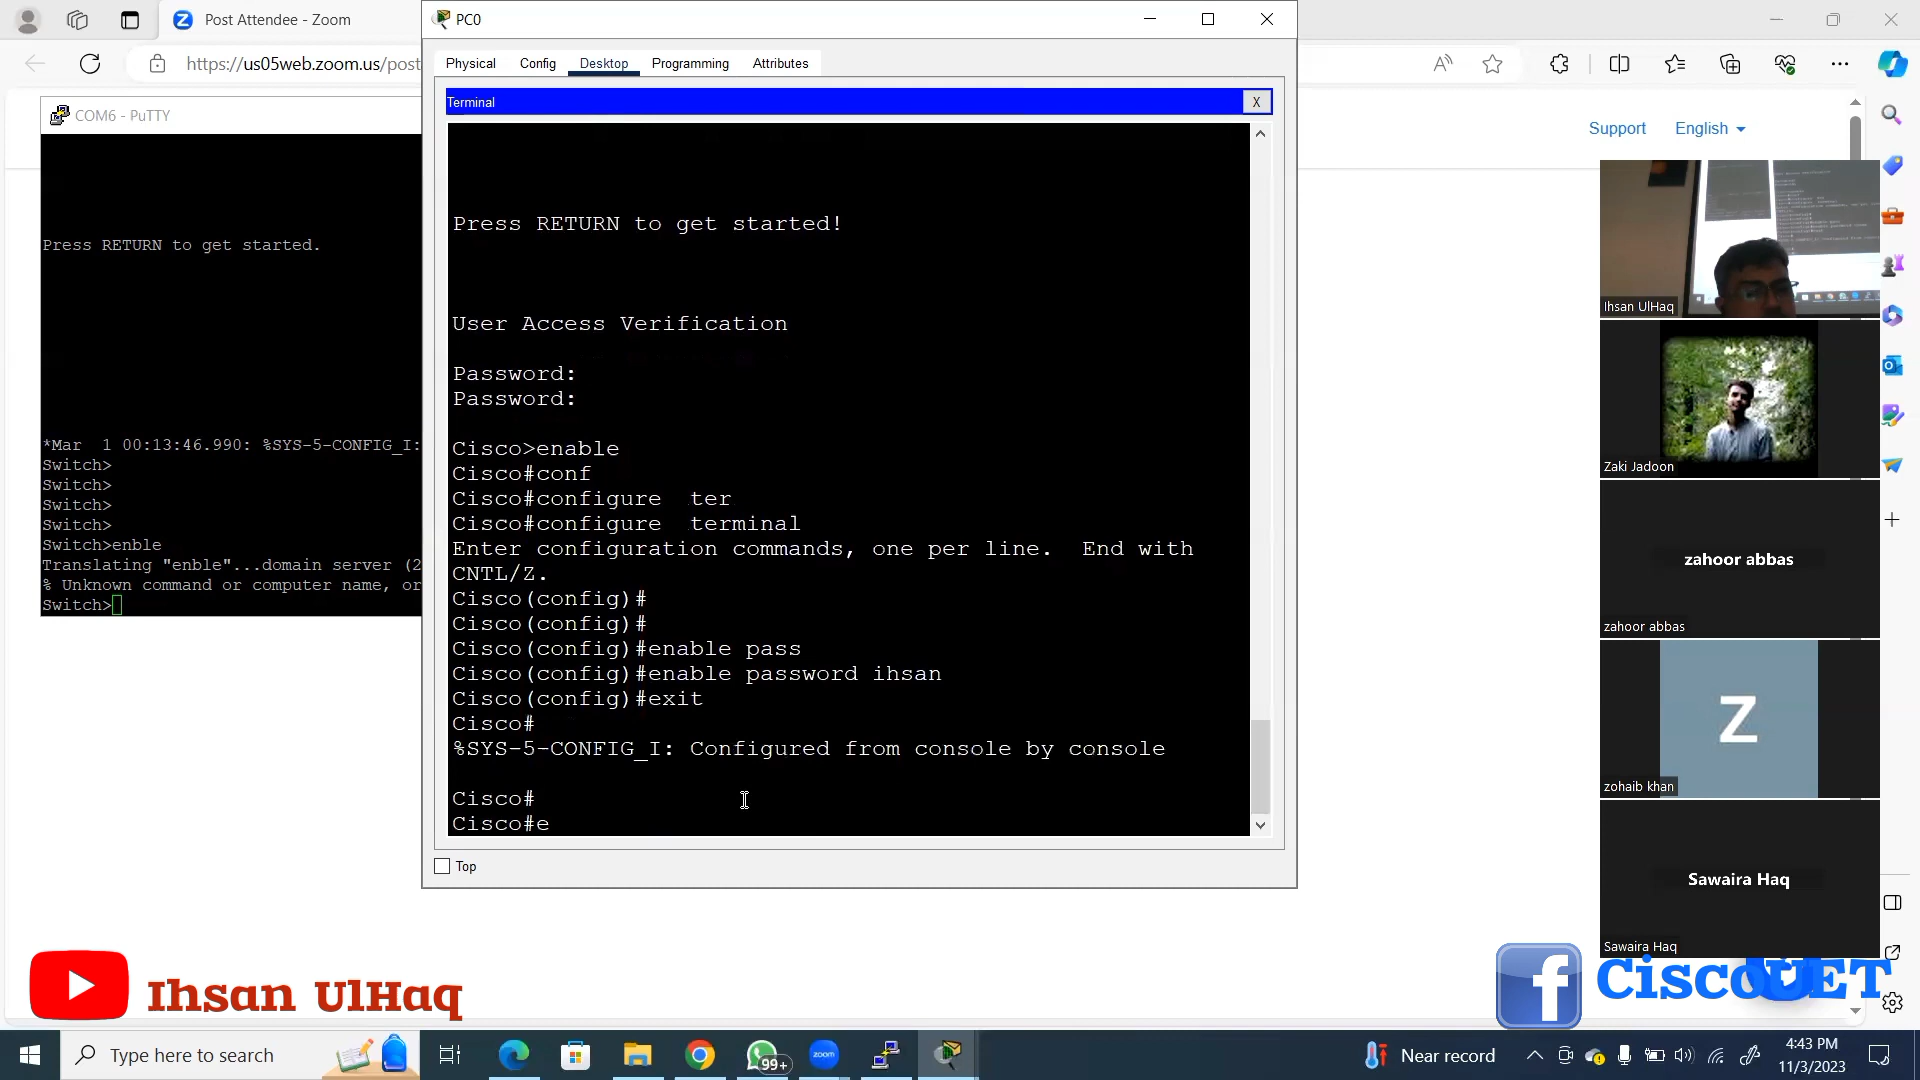 Post Attendee - Zoom
https://us05web.zoom.us/post
COM6 - PuTTY
Press RETURN to get started.
*Mar  1 00:13:46.990: %SYS-5-CONFIG_I:
Switch>
Switch>
Switch>
Switch>
Switch>enble
Translating "enble"...domain server (2
% Unknown command or computer name, or
Switch>
PC0
Physical
Config
Desktop
Programming
Attributes
Terminal
X
Press RETURN to get started!
User Access Verification
Password:
Password:
Cisco>enable
Cisco#conf
Cisco#configure  ter
Cisco#configure  terminal
Enter configuration commands, one per line.  End with
CNTL/Z.
Cisco(config)#
Cisco(config)#
Cisco(config)#enable pass
Cisco(config)#enable password ihsan
Cisco(config)#exit
Cisco#
%SYS-5-CONFIG_I: Configured from console by console
Cisco#
Cisco#e
Top
Support
English
Ihsan UlHaq
Zaki Jadoon
zahoor abbas
zahoor abbas
Z
zohaib khan
Sawaira Haq
Sawaira Haq
Ihsan UlHaq
f
CiscoUET
Type here to search
99+
zoom
Near record
4:43 PM
11/3/2023